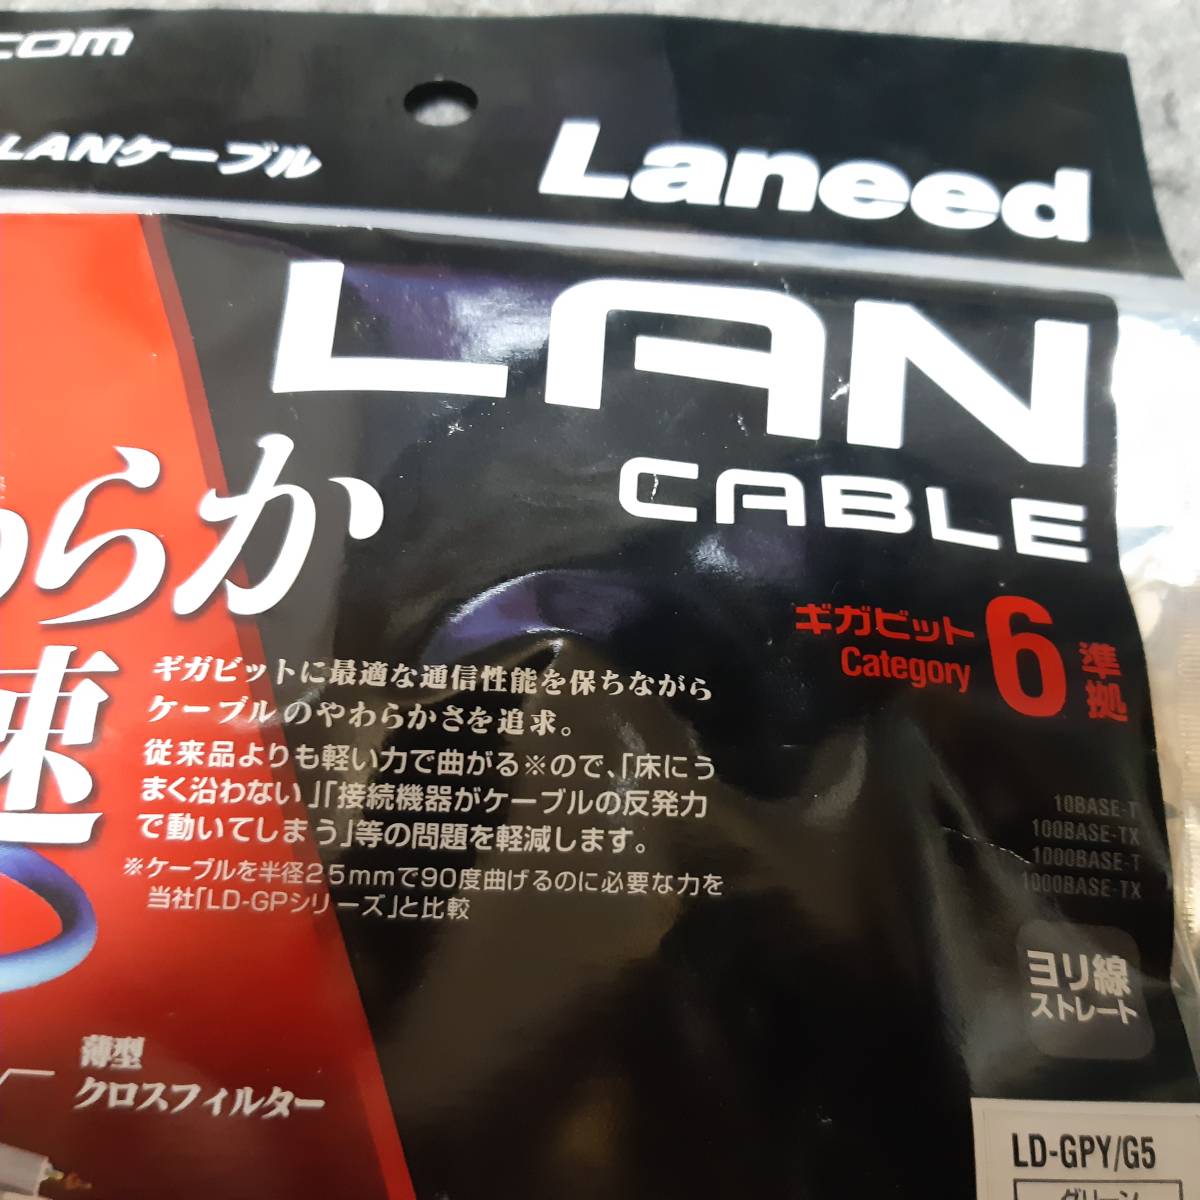 com
LANケーブル
Laneed
LAN
CABLE
らか
速
ギガビット
Category
6
準拠
ギガビットに最適な通信性能を保ちながら
ケーブルのやわらかさを追求。
従来品よりも軽い力で曲がる※ので、「床にう
まく沿わない」「接続機器がケーブルの反発力
で動いてしまう」等の問題を軽減します。
※ケーブルを半径25mmで90度曲げるのに必要な力を
当社「LD-GPシリーズ」と比較
10BASE-T
100BASE-TX
1000BASE-T
1000BASE-TX
ヨリ線
ストレート
薄型
クロスフィルター
LD-GPY/G5
グリーン